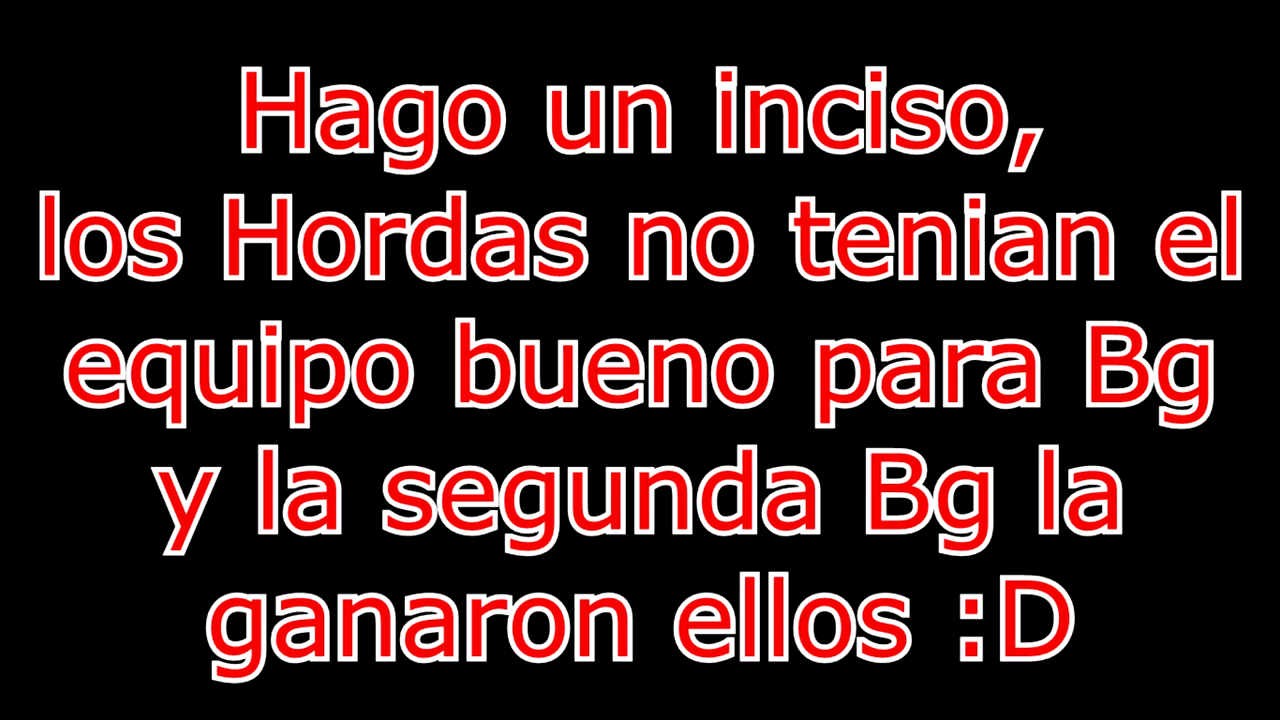 Hago un inciso,
los Hordas no tenian el
equipo bueno para Bg
y la segunda Bg la
ganaron ellos :D